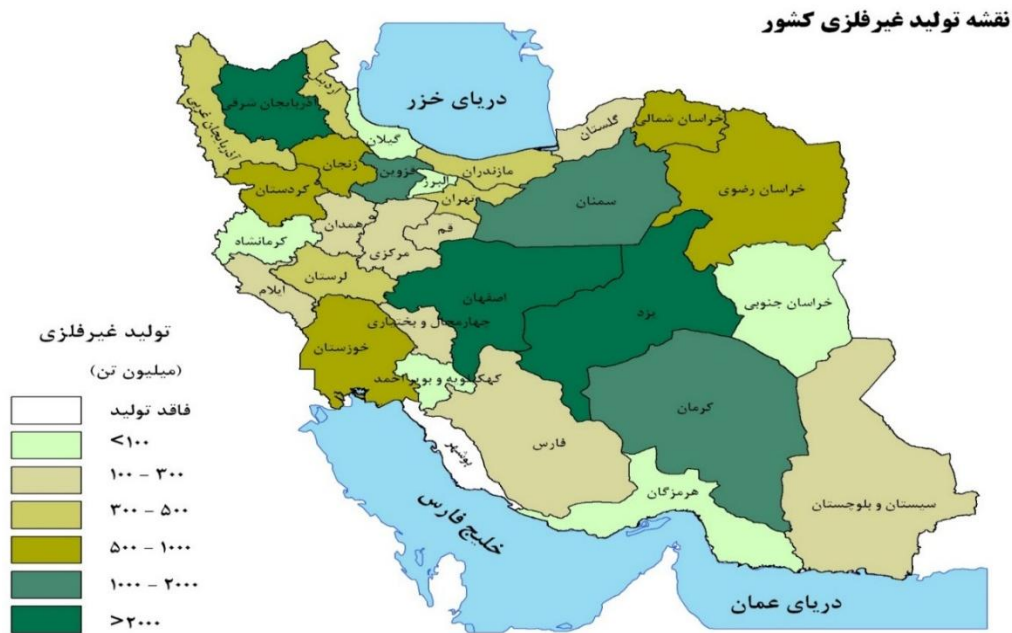 نقشه تولید غیرفلزی کشور
دریای خزر
اردبیل
آذربایجان شرقی
آذربایجان غربی
گیلان
گلستان
خراسان شمالی
زنجان
قزوین
البرز
مازندران
تهران
سمنان
خراسان رضوی
کردستان
همدان
قم
مرکزی
کرمانشاه
لرستان
ایلام
اصفهان
یزد
خراسان جنوبی
چهارمحال و بختیاری
خوزستان
کهکیلویه و بویراحمد
فارس
کرمان
بوشهر
هرمزگان
سیستان و بلوچستان
خلیج فارس
دریای عمان
تولید غیرفلزی
(میلیون تن)
فاقد تولید
<۱۰۰
۱۰۰ - ۳۰۰
۳۰۰ - ۵۰۰
۵۰۰ - ۱۰۰۰
۱۰۰۰ - ۲۰۰۰
>۲۰۰۰